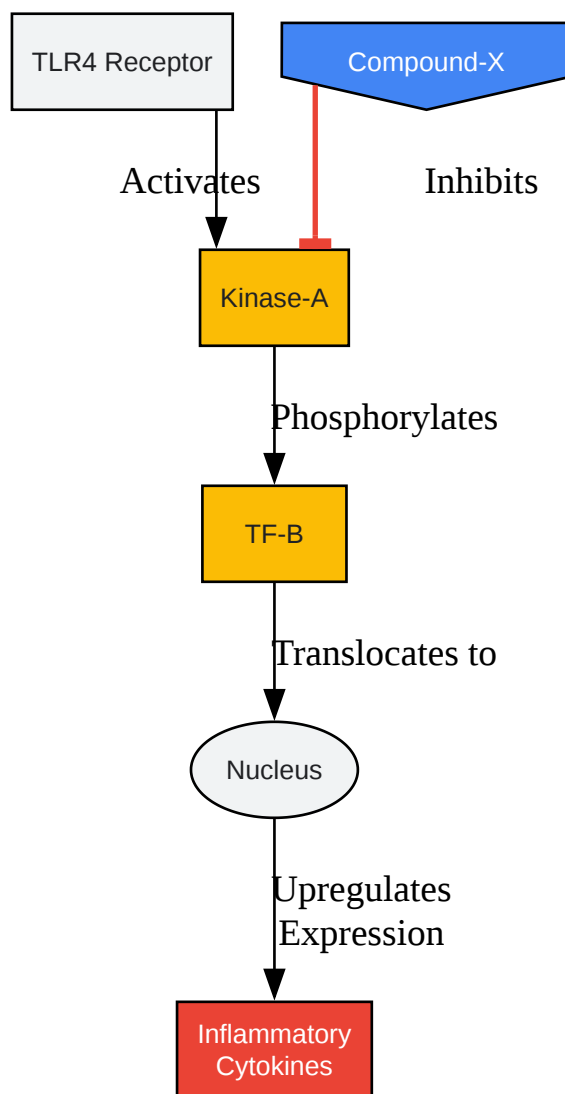 TLR4 Receptor
Compound-X
Activates
Inhibits
Kinase-A
Phosphorylates
TF-B
Translocates to
Nucleus
Upregulates
Expression
Inflammatory
Cytokines